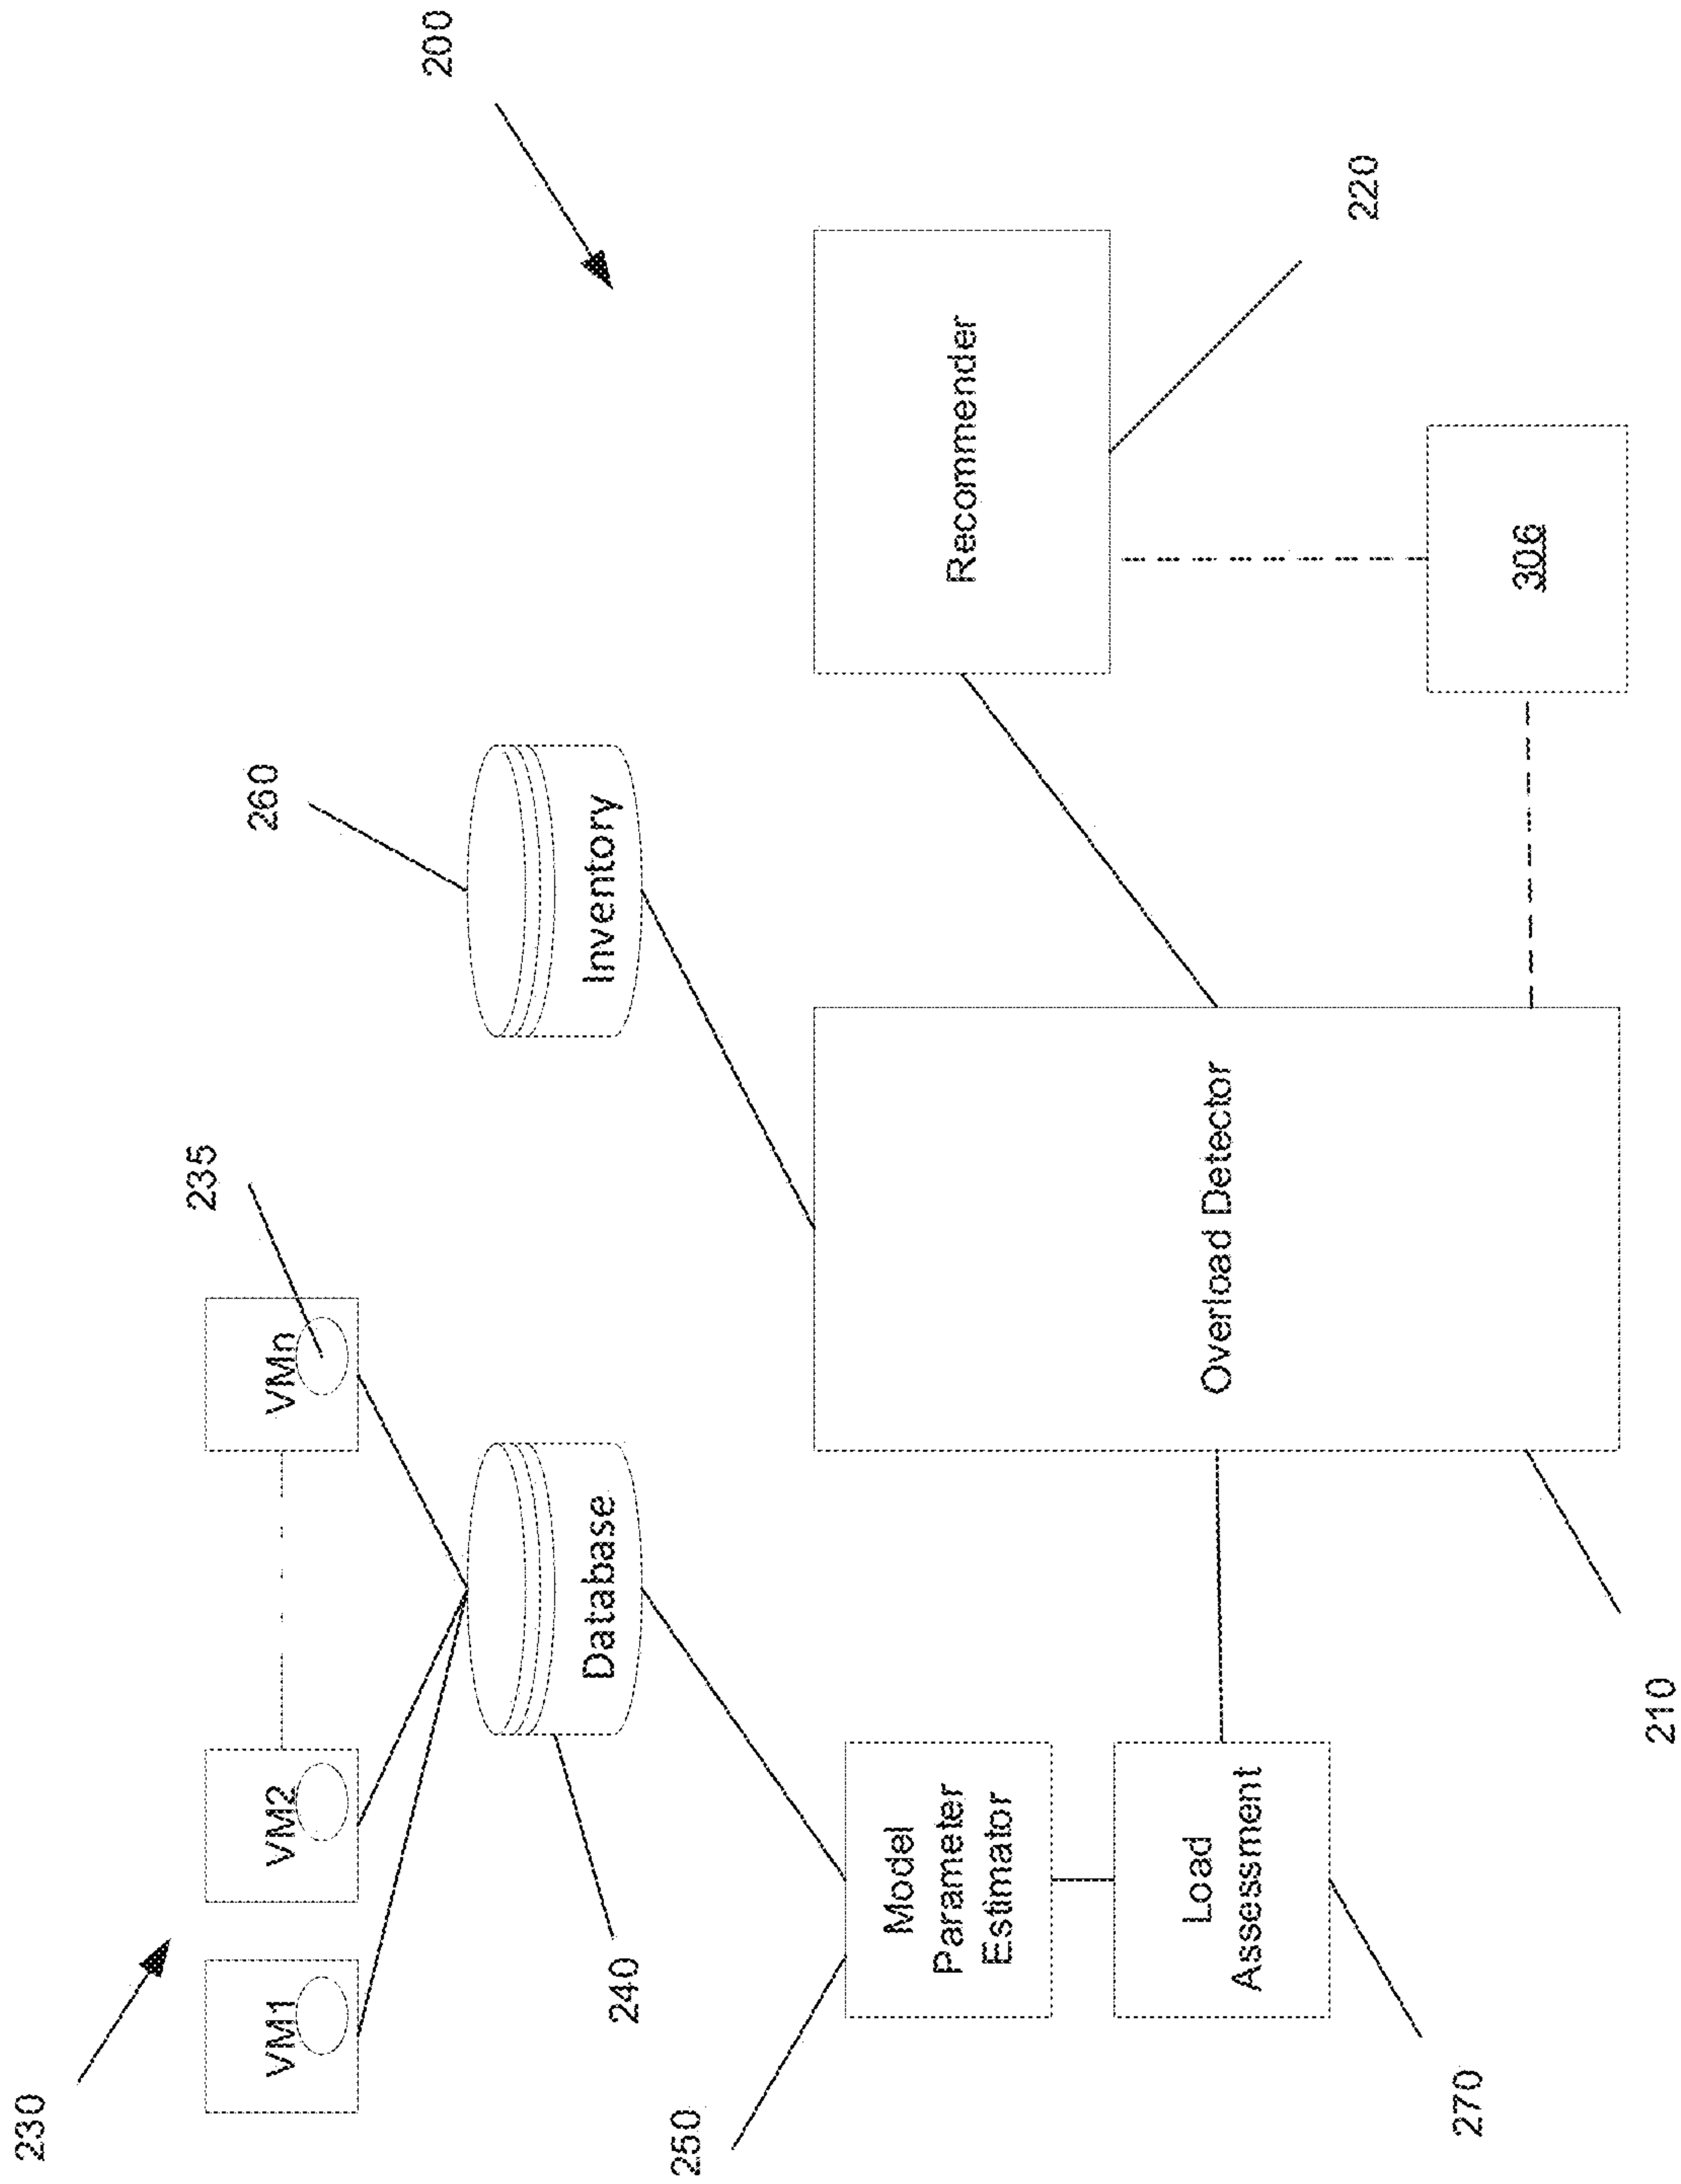 200
230
VM1
VM2
VMn
235
260
240
Database
Inventory
250
Model
Parameter
Estimator
Load
Assessment
270
Overload Detector
210
Recommender
220
306